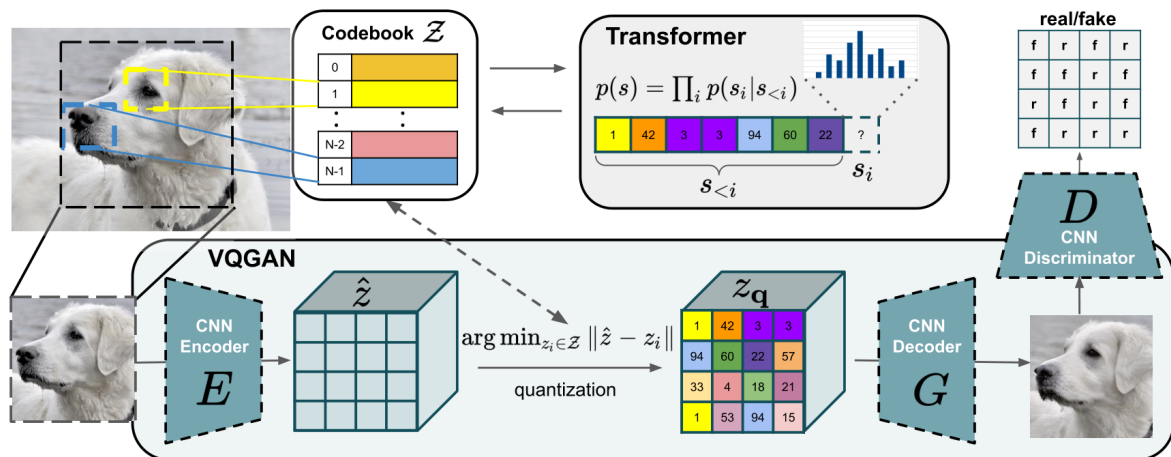 Codebook 𝒵
0
1
⋮ ⋮
N-2
N-1
Transformer
p(s) = ∏ᵢ p(sᵢ|s<ᵢ)
1 42 3 3 94 60 22 ?
s<ᵢ sᵢ
real/fake
f r f r
f f r f
r f r f
f r r r
D
CNN
Discriminator
VQGAN
CNN
Encoder
E
ẑ
arg min_{zᵢ∈𝒵} ‖ẑ − zᵢ‖
quantization
z_𝐪
1 42 3 3
94 60 22 57
33 4 18 21
1 53 94 15
CNN
Decoder
G